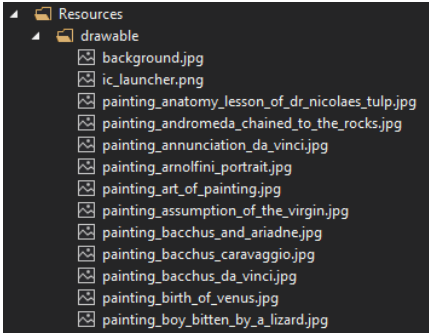 Resources
drawable
background.jpg
ic_launcher.png
painting_anatomy_lesson_of_dr_nicolaes_tulp.jpg
painting_andromeda_chained_to_the_rocks.jpg
painting_annunciation_da_vinci.jpg
painting_arnolfini_portrait.jpg
painting_art_of_painting.jpg
painting_assumption_of_the_virgin.jpg
painting_bacchus_and_ariadne.jpg
painting_bacchus_caravaggio.jpg
painting_bacchus_da_vinci.jpg
painting_birth_of_venus.jpg
painting_boy_bitten_by_a_lizard.jpg